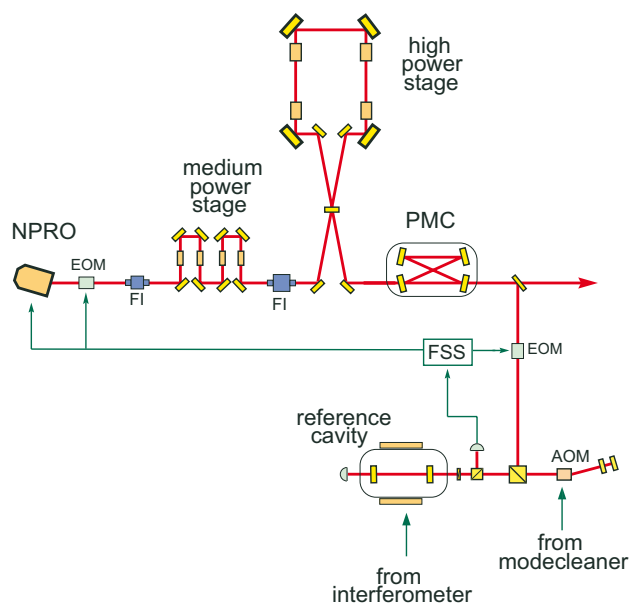 high
power
stage
medium
power
stage
NPRO
PMC
EOM
FI
FI
FSS
EOM
reference
cavity
AOM
from
modecleaner
from
interferometer